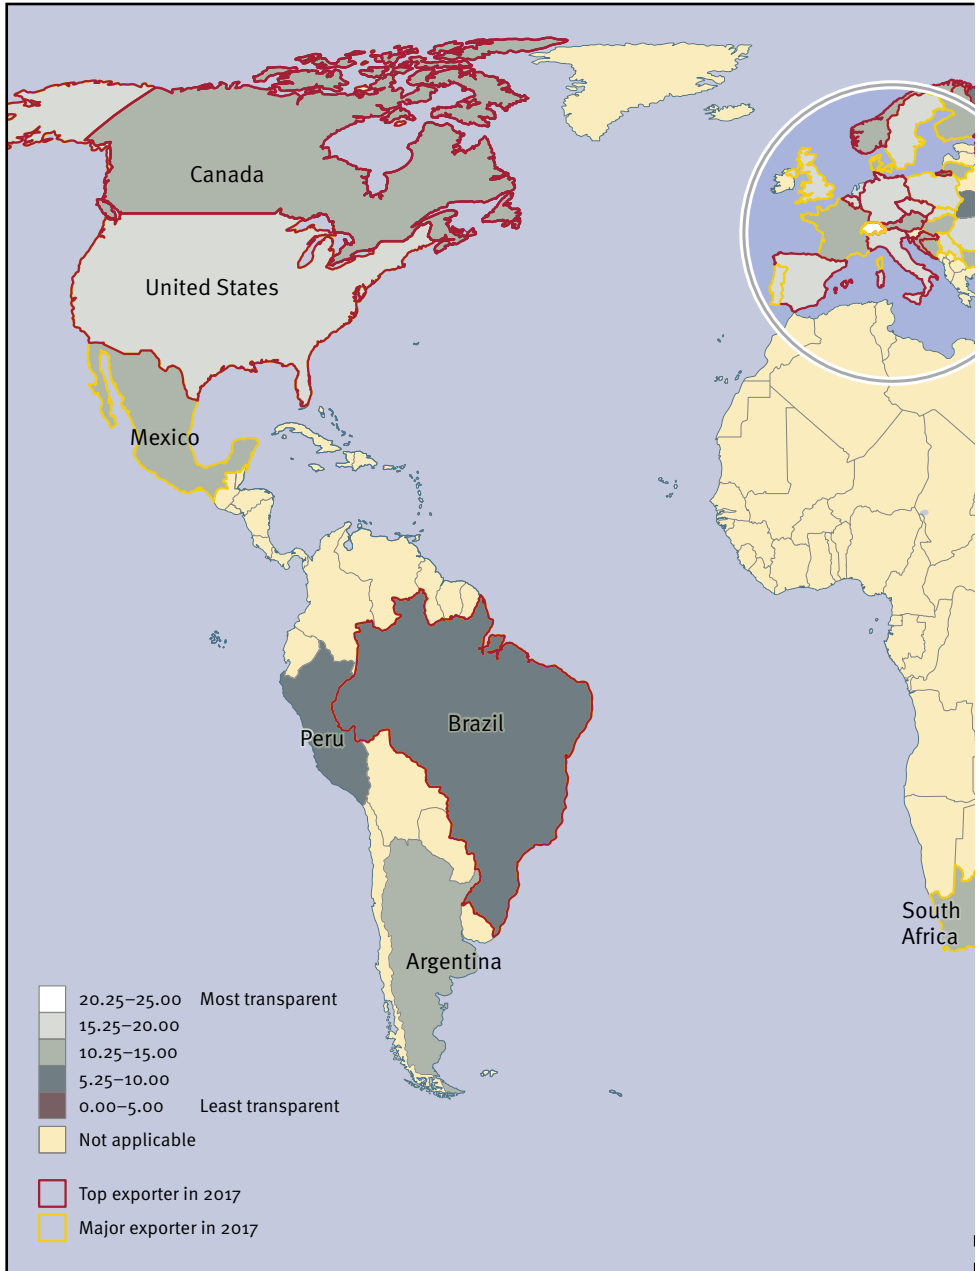 Canada
United States
Mexico
Brazil
Peru
South
Africa
Argentina
20.25–25.00 Most transparent
15.25–20.00
10.25–15.00
5.25–10.00
0.00–5.00 Least transparent
Not applicable
Top exporter in 2017
Major exporter in 2017